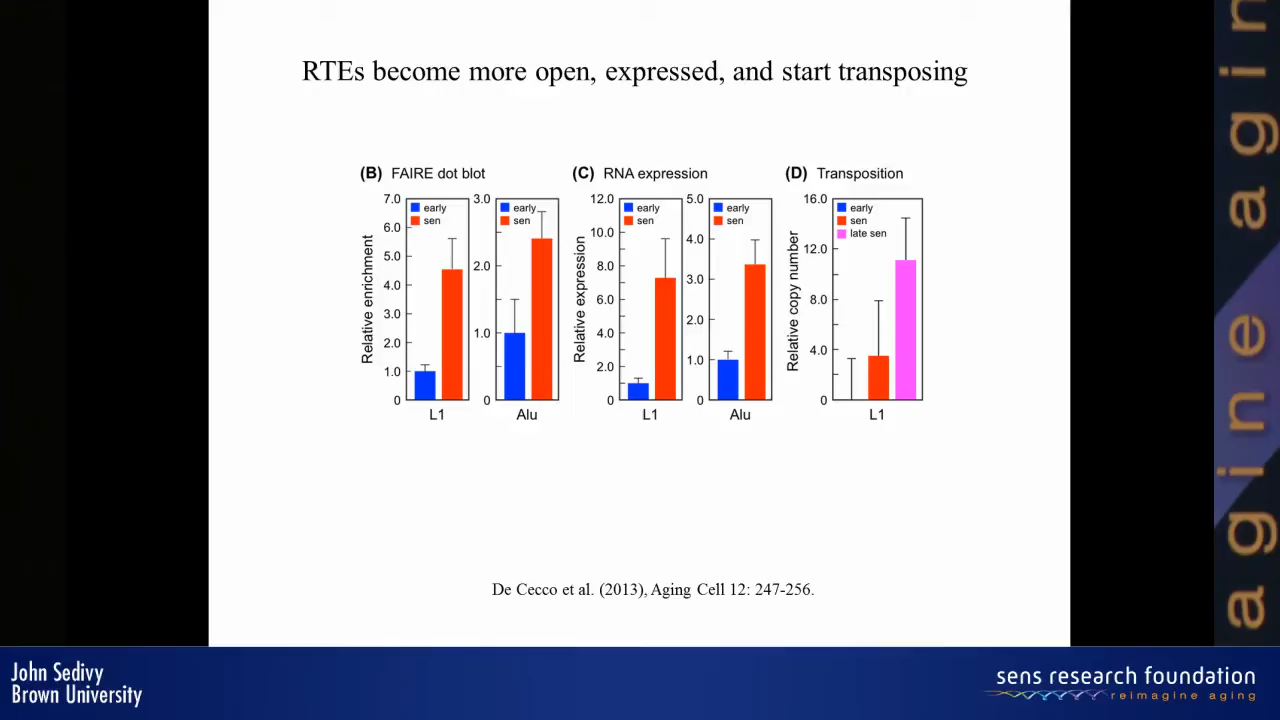 RTEs become more open, expressed, and start transposing
(B) FAIRE dot blot
Relative enrichment
7.0
6.0
5.0
4.0
3.0
2.0
1.0
0
early
sen
L1
3.0
2.0
1.0
0
early
sen
Alu
(C) RNA expression
Relative expression
12.0
10.0
8.0
6.0
4.0
2.0
0
early
sen
L1
5.0
4.0
3.0
2.0
1.0
0
early
sen
Alu
(D) Transposition
Relative copy number
16.0
12.0
8.0
4.0
0
early
sen
late sen
L1
De Cecco et al. (2013), Aging Cell 12: 247-256.
agine agin
John Sedivy
Brown University
sens research foundation
reimagine aging